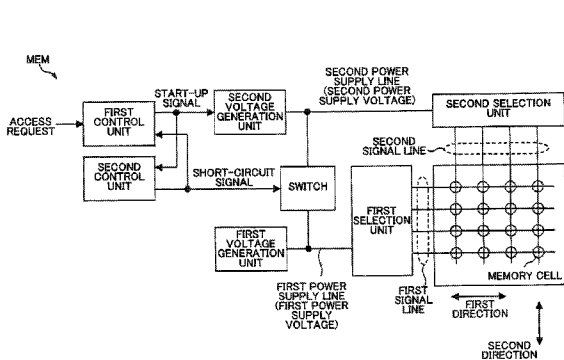 MEM
ACCESS
REQUEST
FIRST
CONTROL
UNIT
START-UP
SIGNAL
SECOND
VOLTAGE
GENERATION
UNIT
SECOND POWER
SUPPLY LINE
(SECOND POWER
SUPPLY VOLTAGE)
SECOND SELECTION
UNIT
SECOND
SIGNAL LINE
SECOND
CONTROL
UNIT
SHORT-CIRCUIT
SIGNAL
SWITCH
FIRST
SELECTION
UNIT
FIRST
VOLTAGE
GENERATION
UNIT
FIRST POWER
SUPPLY LINE
(FIRST POWER
SUPPLY
VOLTAGE)
FIRST
SIGNAL
LINE
MEMORY CELL
FIRST
DIRECTION
SECOND
DIRECTION